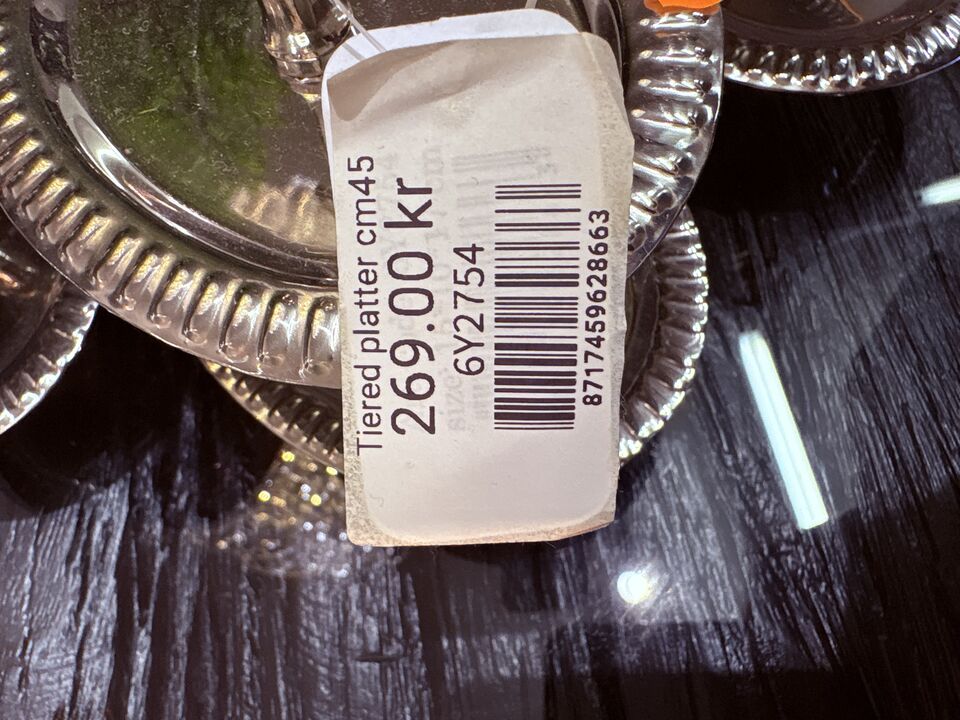 Tiered platter cm45
269.00 kr
6Y2754
8717459628663